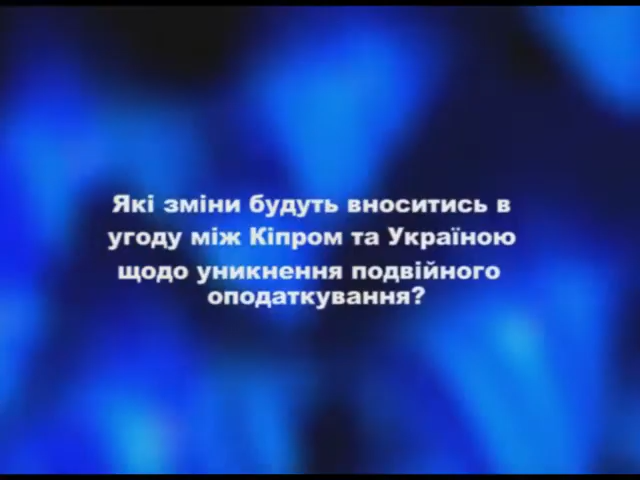 Які зміни будуть вноситись в
угоду між Кіпром та Україною
щодо уникнення подвійного
оподаткування?